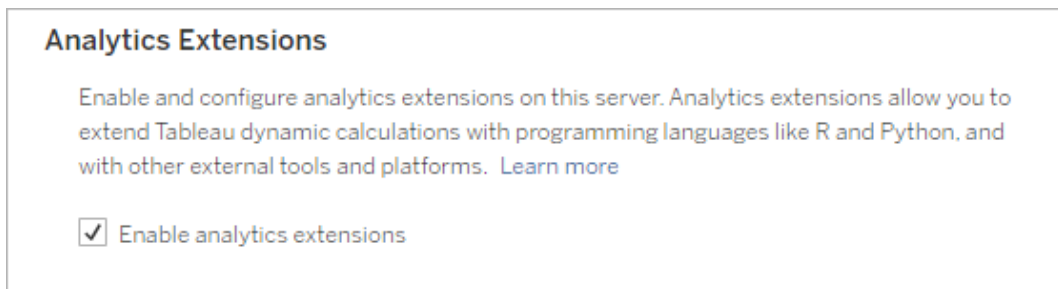 Analytics Extensions
Enable and configure analytics extensions on this server. Analytics extensions allow you to
extend Tableau dynamic calculations with programming languages like R and Python, and
with other external tools and platforms. Learn more
Enable analytics extensions